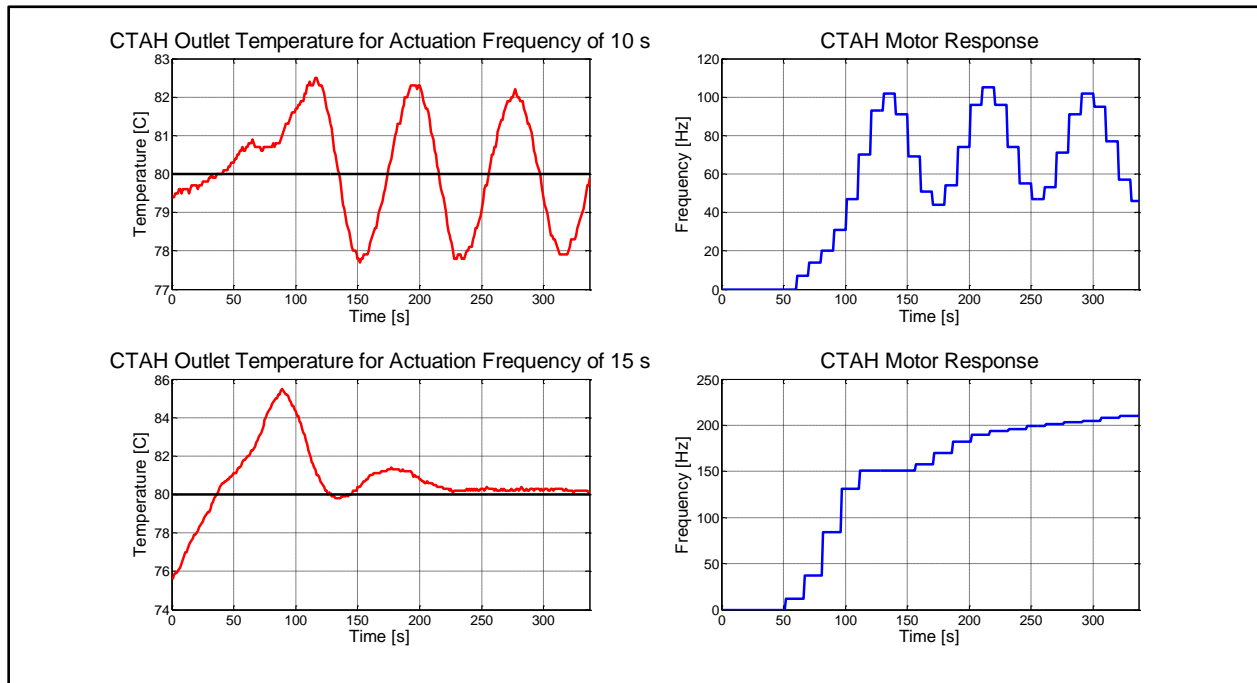 CTAH Outlet Temperature for Actuation Frequency of 10 s
83
82
81
80
79
78
77
Temperature [C]
0 50 100 150 200 250 300
Time [s]
CTAH Motor Response
120
100
80
60
40
20
0
Frequency [Hz]
0 50 100 150 200 250 300
Time [s]
CTAH Outlet Temperature for Actuation Frequency of 15 s
86
84
82
80
78
76
74
Temperature [C]
0 50 100 150 200 250 300
Time [s]
CTAH Motor Response
250
200
150
100
50
0
Frequency [Hz]
0 50 100 150 200 250 300
Time [s]